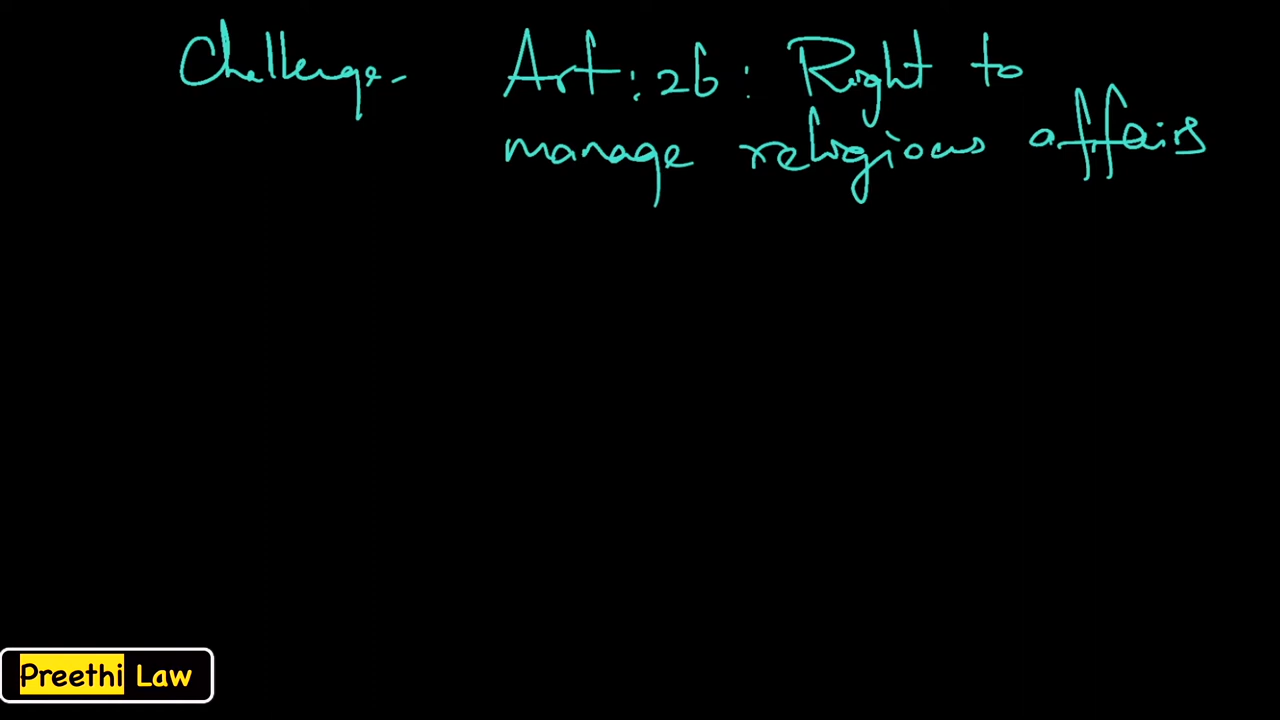 Challenge - Art: 26: Right to
manage religious affairs
Preethi Law